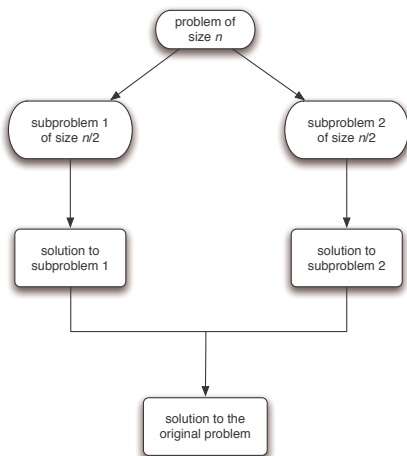 problem of
size n
subproblem 1
of size n/2
subproblem 2
of size n/2
solution to
subproblem 1
solution to
subproblem 2
solution to the
original problem